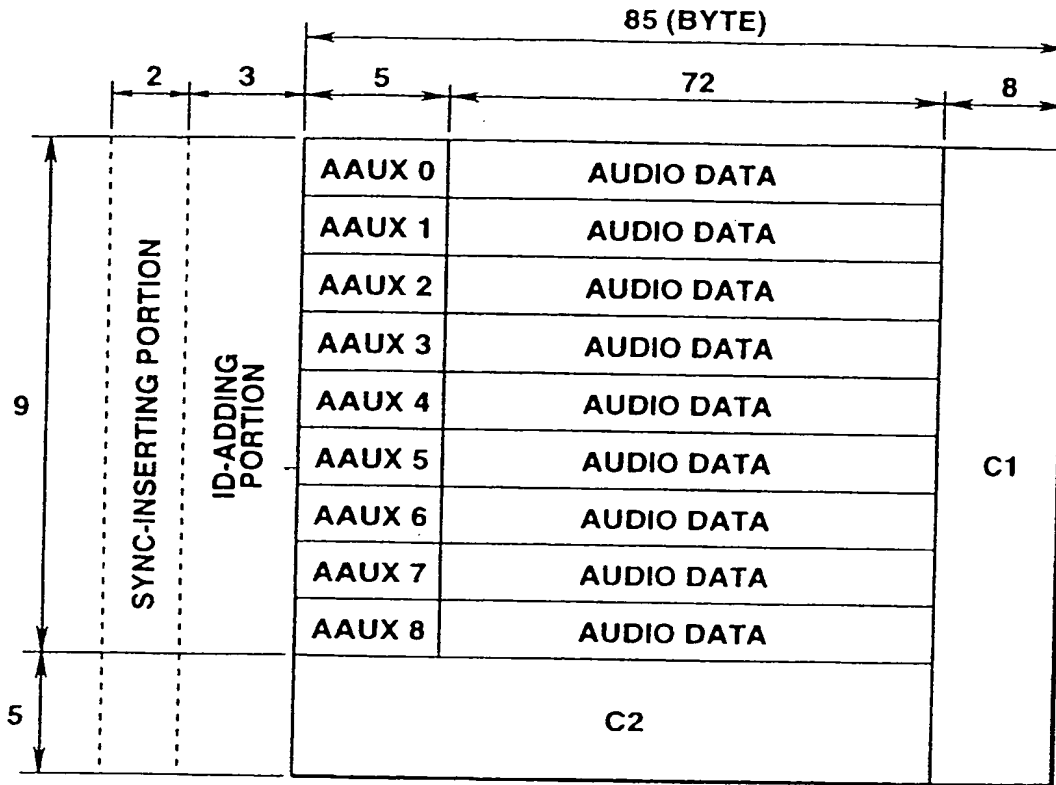 85 (BYTE)
2 3 5 72 8
AAUX 0 AUDIO DATA
AAUX 1 AUDIO DATA
AAUX 2 AUDIO DATA
AAUX 3 AUDIO DATA
AAUX 4 AUDIO DATA
AAUX 5 AUDIO DATA
AAUX 6 AUDIO DATA
AAUX 7 AUDIO DATA
AAUX 8 AUDIO DATA
9
SYNC-INSERTING PORTION
ID-ADDING
PORTION
C1
5
C2